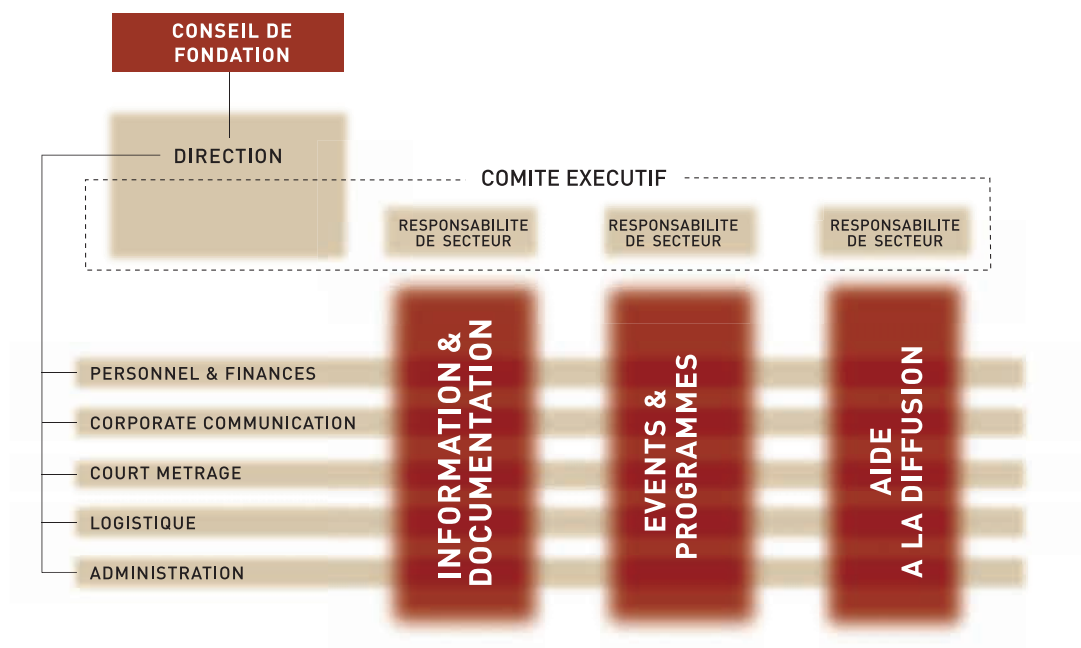 CONSEIL DE
FONDATION
DIRECTION
COMITE EXECUTIF
RESPONSABILITE
DE SECTEUR
RESPONSABILITE
DE SECTEUR
RESPONSABILITE
DE SECTEUR
INFORMATION &
DOCUMENTATION
EVENTS &
PROGRAMMES
AIDE
A LA DIFFUSION
PERSONNEL & FINANCES
CORPORATE COMMUNICATION
COURT METRAGE
LOGISTIQUE
ADMINISTRATION